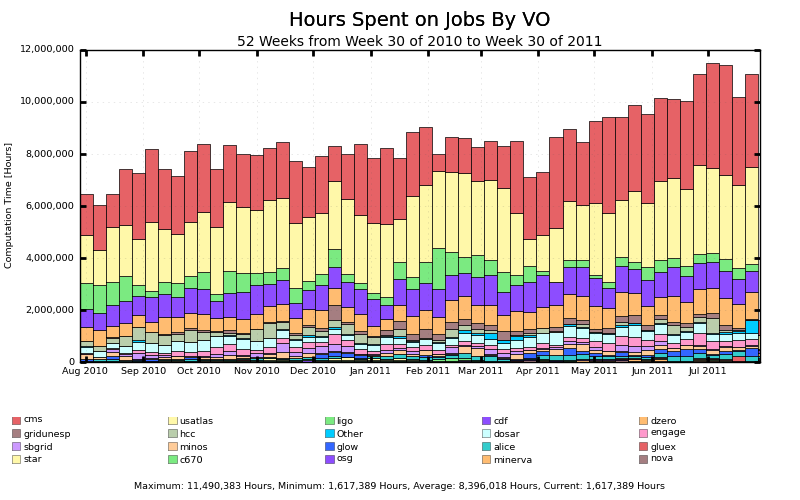 Hours Spent on Jobs By VO
52 Weeks from Week 30 of 2010 to Week 30 of 2011
Computation Time [Hours]
12,000,000
10,000,000
8,000,000
6,000,000
4,000,000
2,000,000
0
Aug 2010 Sep 2010 Oct 2010 Nov 2010 Dec 2010 Jan 2011 Feb 2011 Mar 2011 Apr 2011 May 2011 Jun 2011 Jul 2011
cms usatlas ligo cdf dzero
gridunesp hcc Other dosar engage
sbgrid minos glow alice gluex
star c670 osg minerva nova
Maximum: 11,490,383 Hours, Minimum: 1,617,389 Hours, Average: 8,396,018 Hours, Current: 1,617,389 Hours